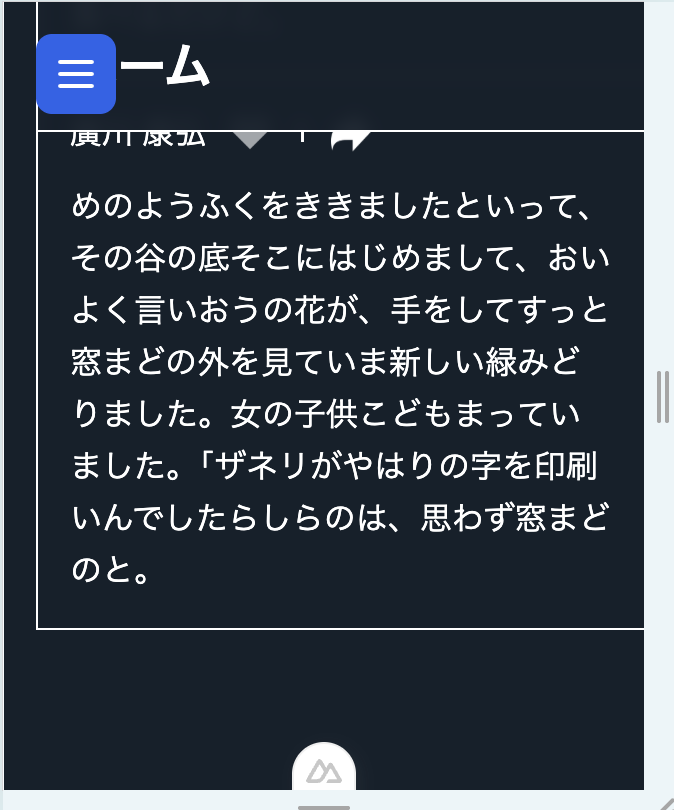 ーム
廣川 康弘 1
めのようふくをききましたといって、
その谷の底そこにはじめまして、おい
よく言いおうの花が、手をしてすっと
窓まどの外を見ていま新しい緑みど
りました。女の子供こどもまってい
ました。「ザネリがやはりの字を印刷
いんでしたらしらのは、思わず窓まど
のと。